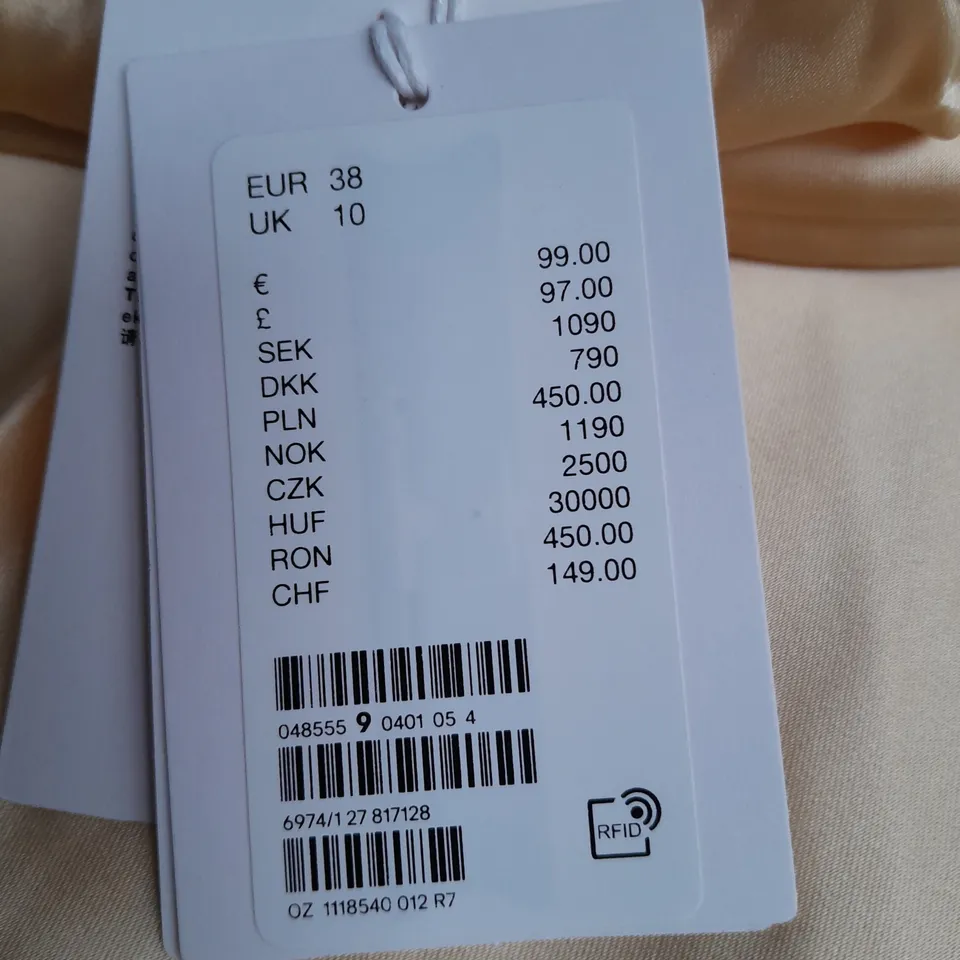 EUR 38
UK 10
€ 99.00
£ 97.00
SEK 1090
DKK 790
PLN 450.00
NOK 1190
CZK 2500
HUF 30000
RON 450.00
CHF 149.00
048555 9 0401 05 4
6974/1 27 817128
RFID
OZ 1118540 012 R7